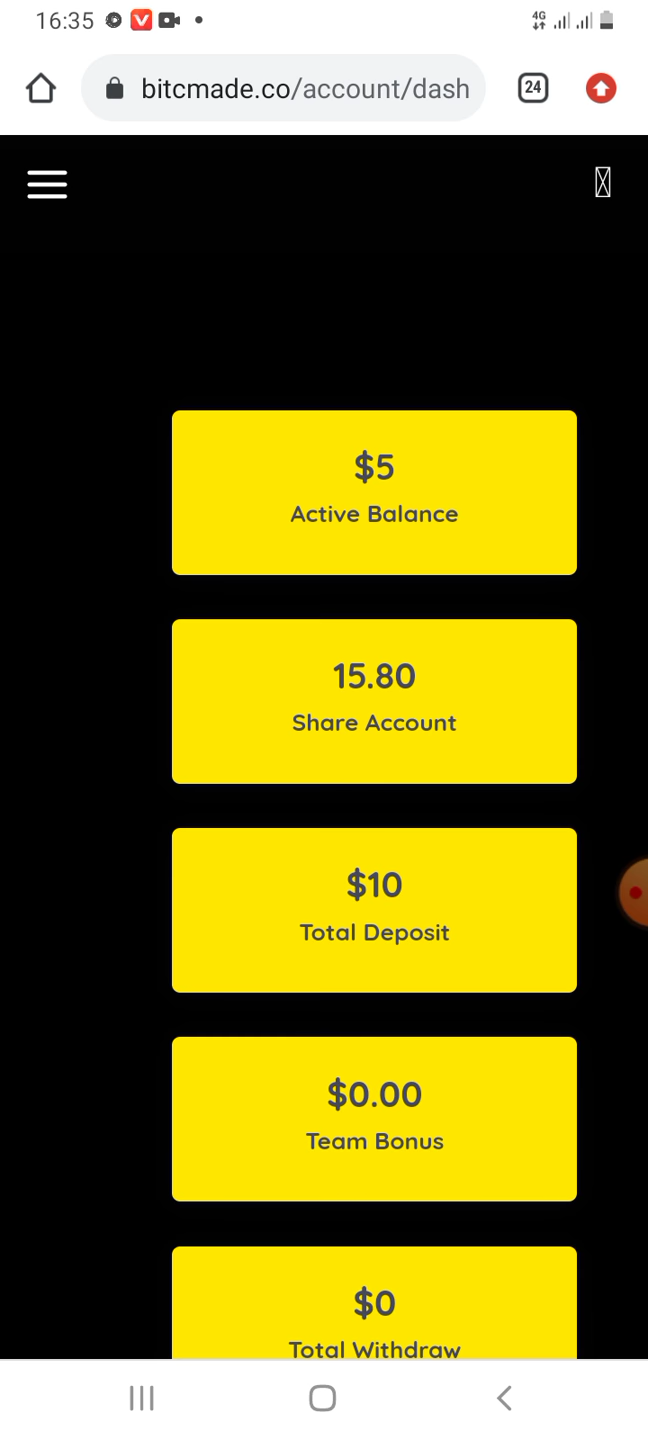 16:35
4G
bitcmade.co/account/dash
24
$5
Active Balance
15.80
Share Account
$10
Total Deposit
$0.00
Team Bonus
$0
Total Withdraw